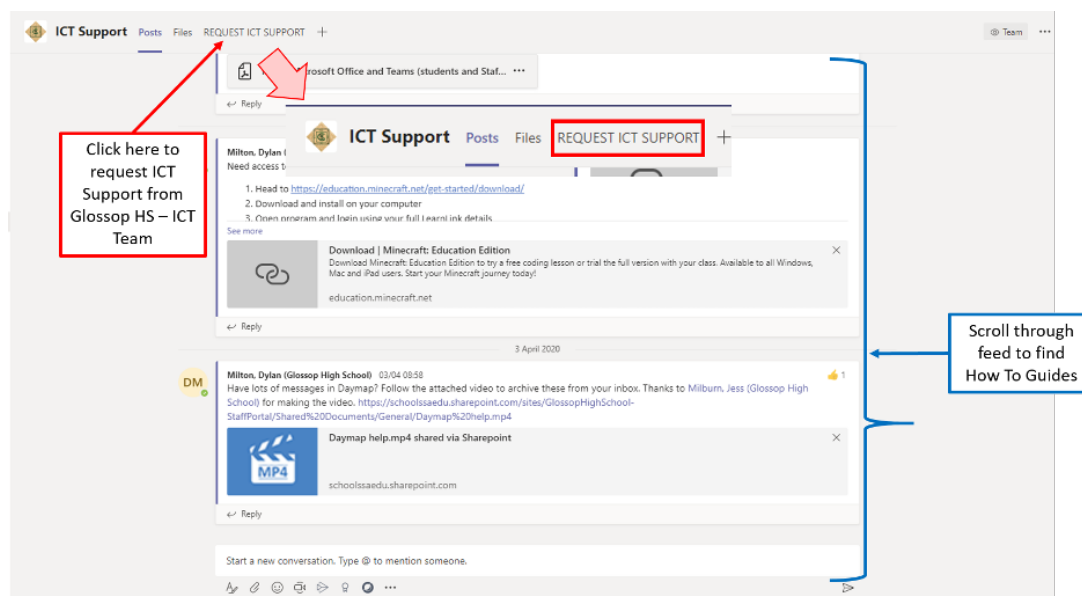 ICT Support Posts Files REQUEST ICT SUPPORT +
Team
rosoft Office and Teams (students and Staf...
Reply
ICT Support Posts Files REQUEST ICT SUPPORT +
Click here to
request ICT
Support from
Glossop HS – ICT
Team
Milton, Dylan (
Need access t
1. Head to https://education.minecraft.net/get-started/download/
2. Download and install on your computer
3. Open program and login using your full LearnLink details
See more
Download | Minecraft: Education Edition
Download Minecraft: Education Edition to try a free coding lesson or trial the full version with your class. Available to all Windows,
Mac and iPad users. Start your Minecraft journey today!
education.minecraft.net
Reply
3 April 2020
Scroll through
feed to find
How To Guides
DM
Milton, Dylan (Glossop High School) 03/04 08:58
1
Have lots of messages in Daymap? Follow the attached video to archive these from your inbox. Thanks to Milburn, Jess (Glossop High
School) for making the video. https://schoolssaedu.sharepoint.com/sites/GlossopHighSchool-
StaffPortal/Shared%20Documents/General/Daymap%20help.mp4
Daymap help.mp4 shared via Sharepoint
MP4
schoolssaedu.sharepoint.com
Reply
Start a new conversation. Type @ to mention someone.